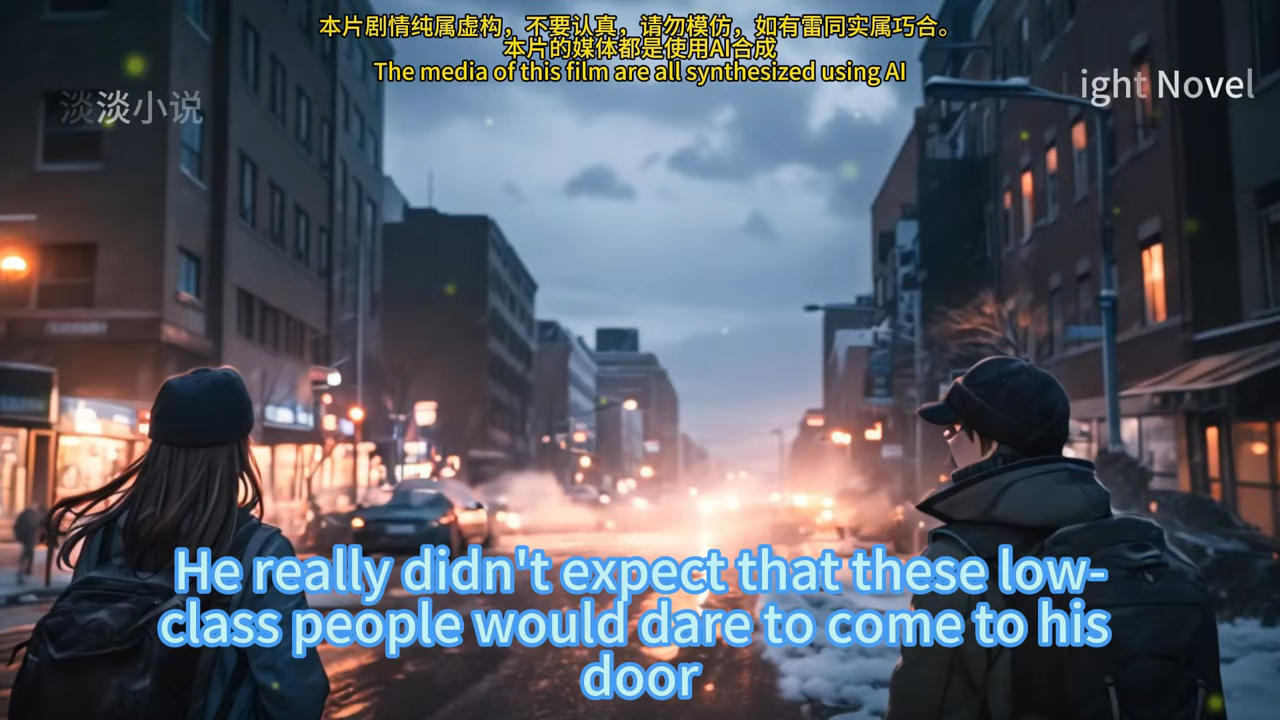 本片剧情纯属虚构，不要认真，请勿模仿，如有雷同实属巧合。
本片的媒体都是使用AI合成
The media of this film are all synthesized using AI
淡淡小说
ight Novel
He really didn't expect that these low-
class people would dare to come to his
door